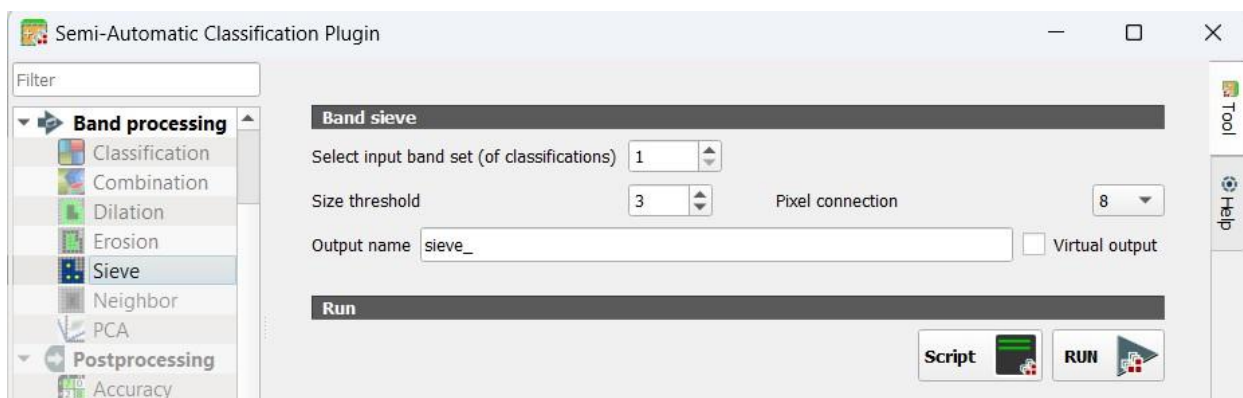 Semi-Automatic Classification Plugin
Filter
Band processing
Classification
Combination
Dilation
Erosion
Sieve
Neighbor
PCA
Postprocessing
Accuracy
Band sieve
Select input band set (of classifications) 1
Size threshold 3 Pixel connection 8
Output name sieve_ Virtual output
Run
Script RUN
Tool
Help